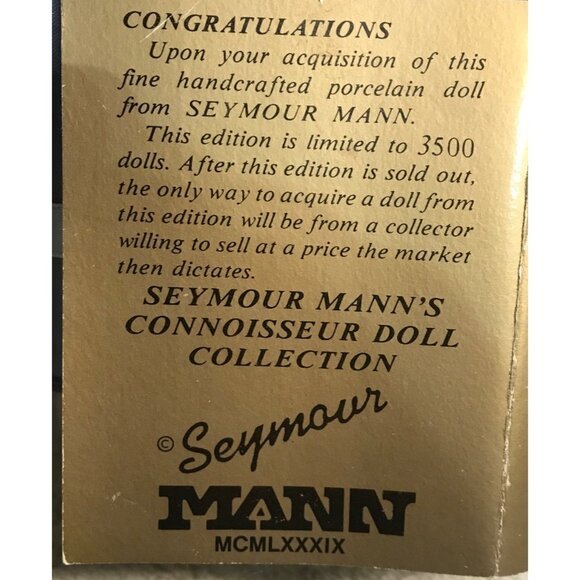 CONGRATULATIONS
Upon your acquisition of this
fine handcrafted porcelain doll
from SEYMOUR MANN.
This edition is limited to 3500
dolls. After this edition is sold out,
the only way to acquire a doll from
this edition will be from a collector
willing to sell at a price the market
then dictates.
SEYMOUR MANN'S
CONNOISSEUR DOLL
COLLECTION
© Seymour
MANN
MCMLXXXIX